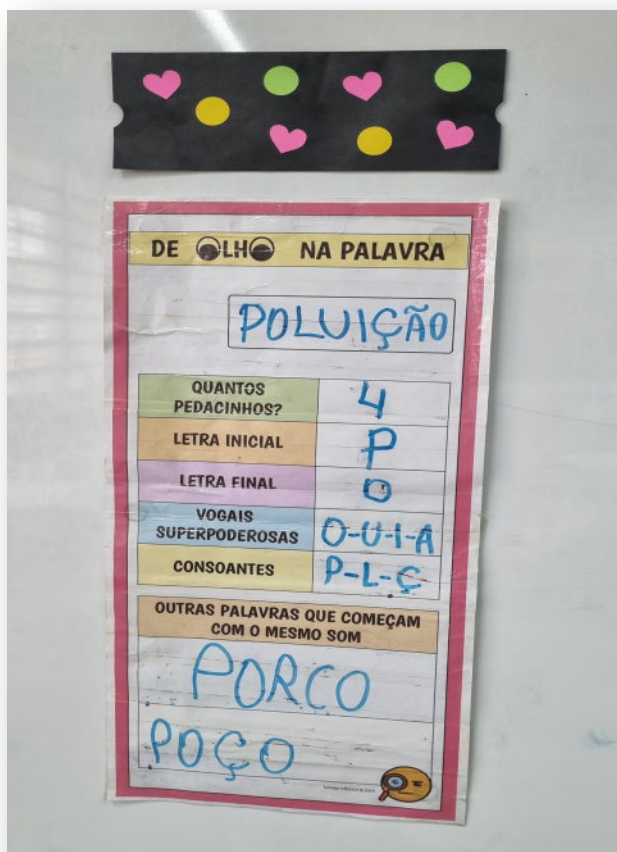 DE OLHO NA PALAVRA
POLUIÇÃO
QUANTOS
PEDACINHOS?
4
LETRA INICIAL
P
LETRA FINAL
O
VOGAIS
SUPERPODEROSAS
O-U-I-A
CONSOANTES
P-L-Ç
OUTRAS PALAVRAS QUE COMEÇAM
COM O MESMO SOM
PORCO
POÇO